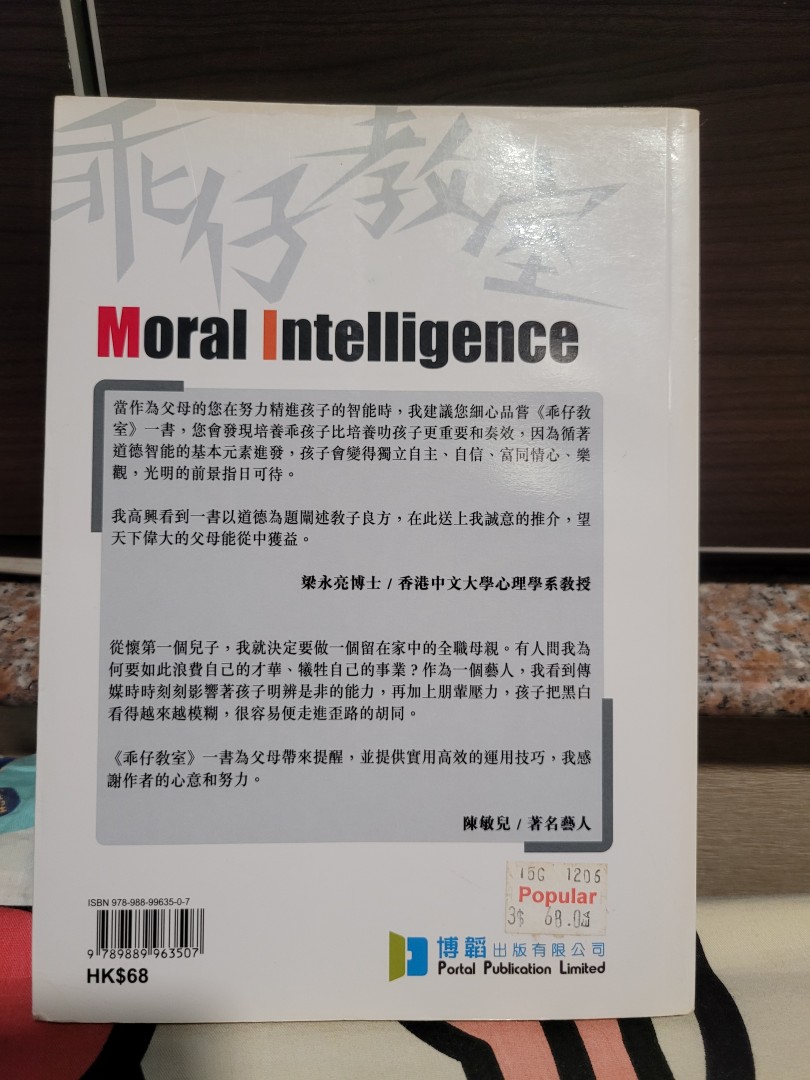 乖仔教室
Moral Intelligence
當作為父母的您在努力精進孩子的智能時，我建議您細心品嘗《乖仔教
室》一書，您會發現培養乖孩子比培養叻孩子更重要和奏效，因為循著
道德智能的基本元素進發，孩子會變得獨立自主、自信、富同情心、樂
觀，光明的前景指日可待。
我高興看到一書以道德為題闡述教子良方，在此送上我誠意的推介，望
天下偉大的父母能從中獲益。
梁永亮博士 / 香港中文大學心理學系教授
從懷第一個兒子，我就決定要做一個留在家中的全職母親。有人問我為
何要如此浪費自己的才華、犧牲自己的事業？作為一個藝人，我看到傳
媒時時刻刻影響著孩子明辨是非的能力，再加上朋輩壓力，孩子把黑白
看得越來越模糊，很容易便走進歪路的胡同。
《乖仔教室》一書為父母帶來提醒，並提供實用高效的運用技巧，我感
謝作者的心意和努力。
陳敏兒 / 著名藝人
ISBN 978-988-99635-0-7
9 789889 963507
HK$68
1206
Popular
68.0
博韜出版有限公司
Portal Publication Limited